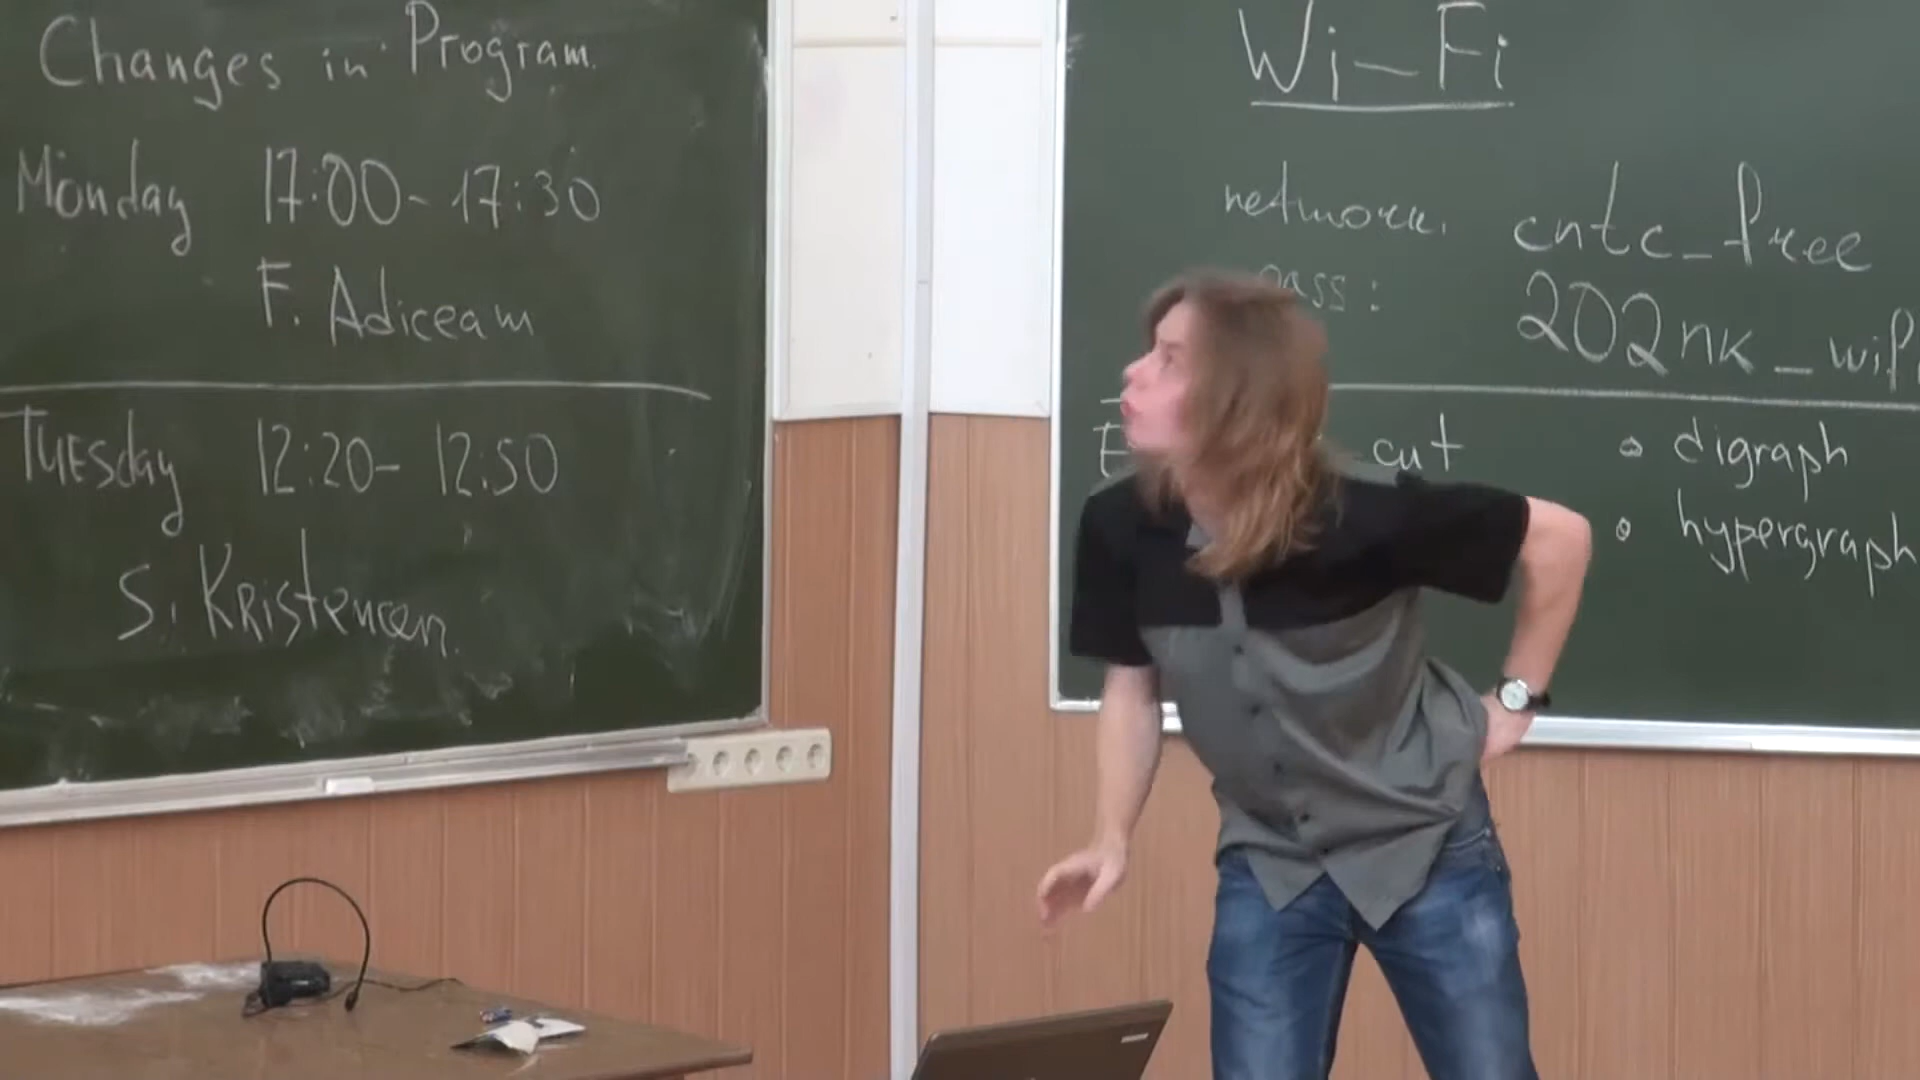 Changes in Program.
Monday 17:00 - 17:30
F. Adiceam
Tuesday 12:20 - 12:50
S. Kristensen.
Wi-Fi
network: cntc_free
pass: 202nk_wifi
cut
• digraph
• hypergraph